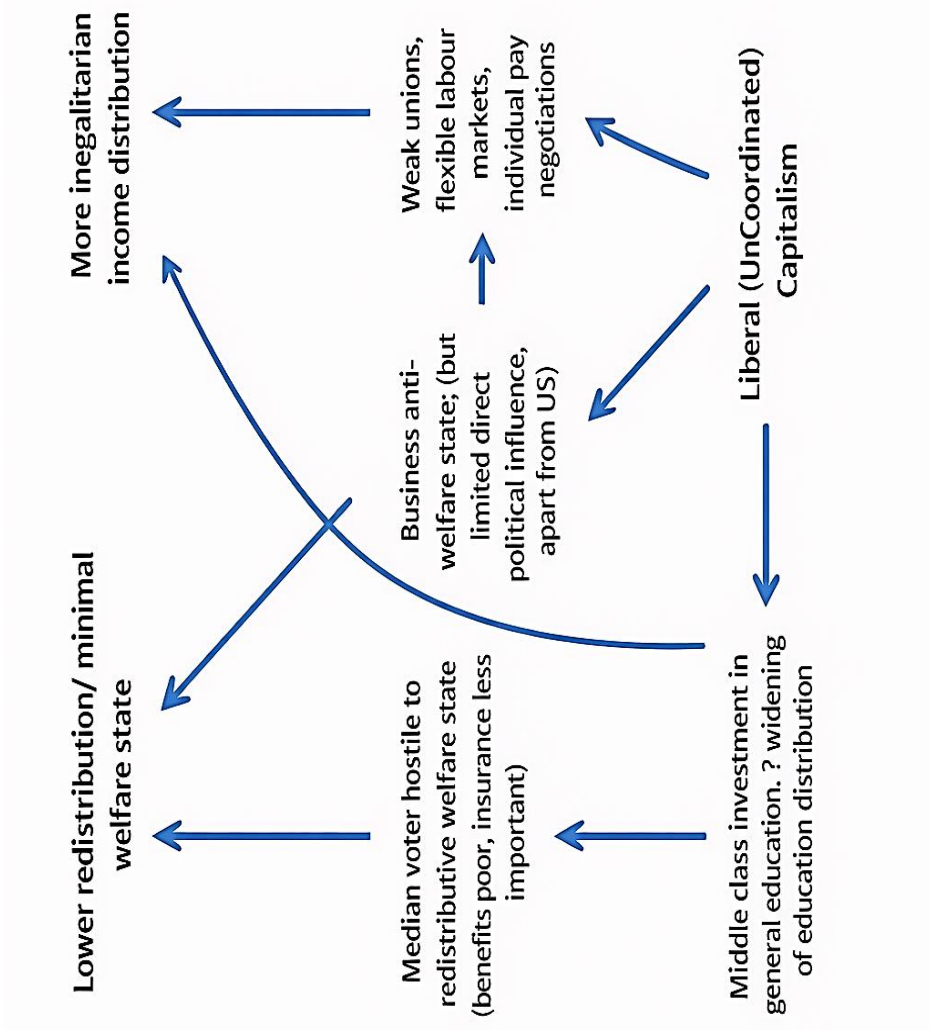 Lower redistribution/ minimal
welfare state
More inegalitarian
income distribution
Median voter hostile to
redistributive welfare state
(benefits poor, insurance less
important)
Business anti-
welfare state; (but
limited direct
political influence,
apart from US)
Weak unions,
flexible labour
markets,
individual pay
negotiations
Middle class investment in
general education. ? widening
of education distribution
Liberal (UnCoordinated)
Capitalism